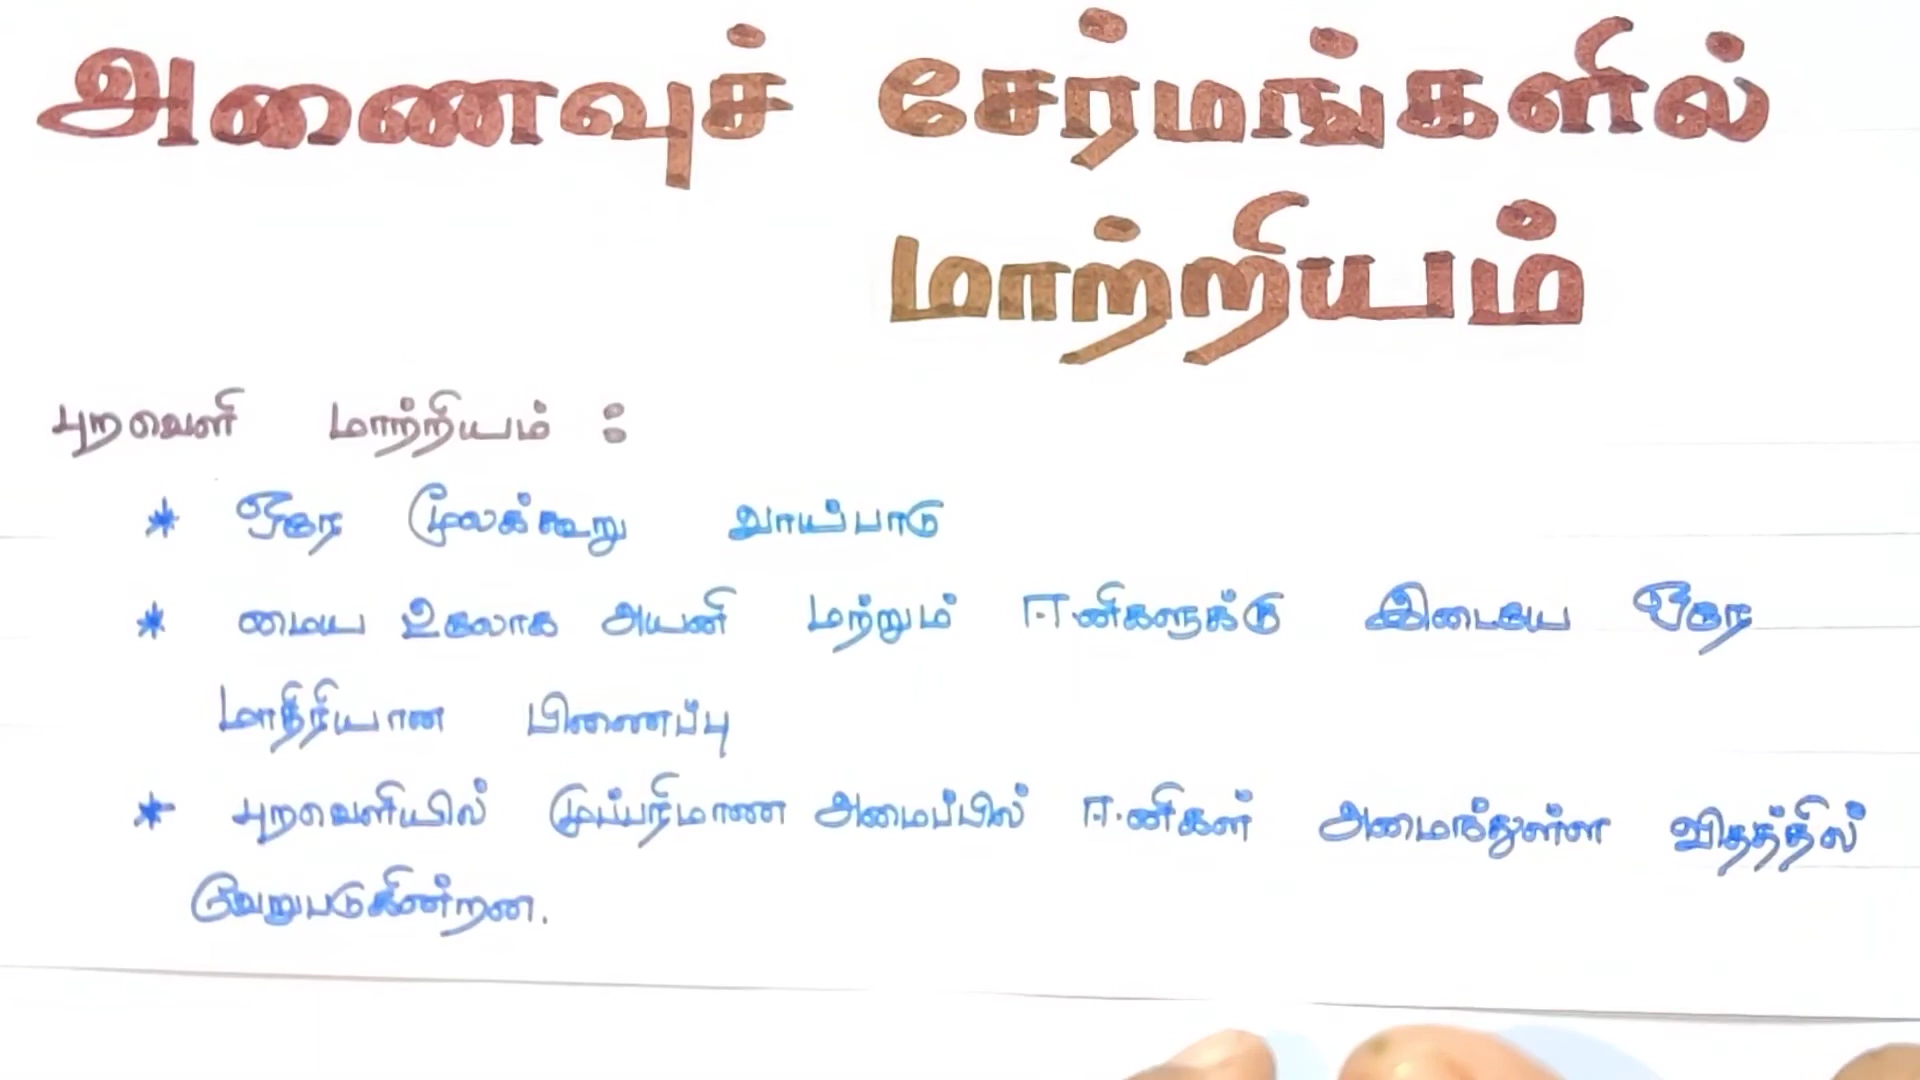 அணைவுச் சேர்மங்களில்
மாற்றியம்
புறவெளி மாற்றியம் :
* ஒரே மூலக்கூறு வாய்பாடு
* மைய உலோக அயனி மற்றும் ஈனிகளுக்கு இடையே ஒரே
மாதிரியான பிணைப்பு
* புறவெளியில் முப்பரிமாண அமைப்பில் ஈனிகள் அமைந்துள்ள விதத்தில்
வேறுபடுகின்றன.